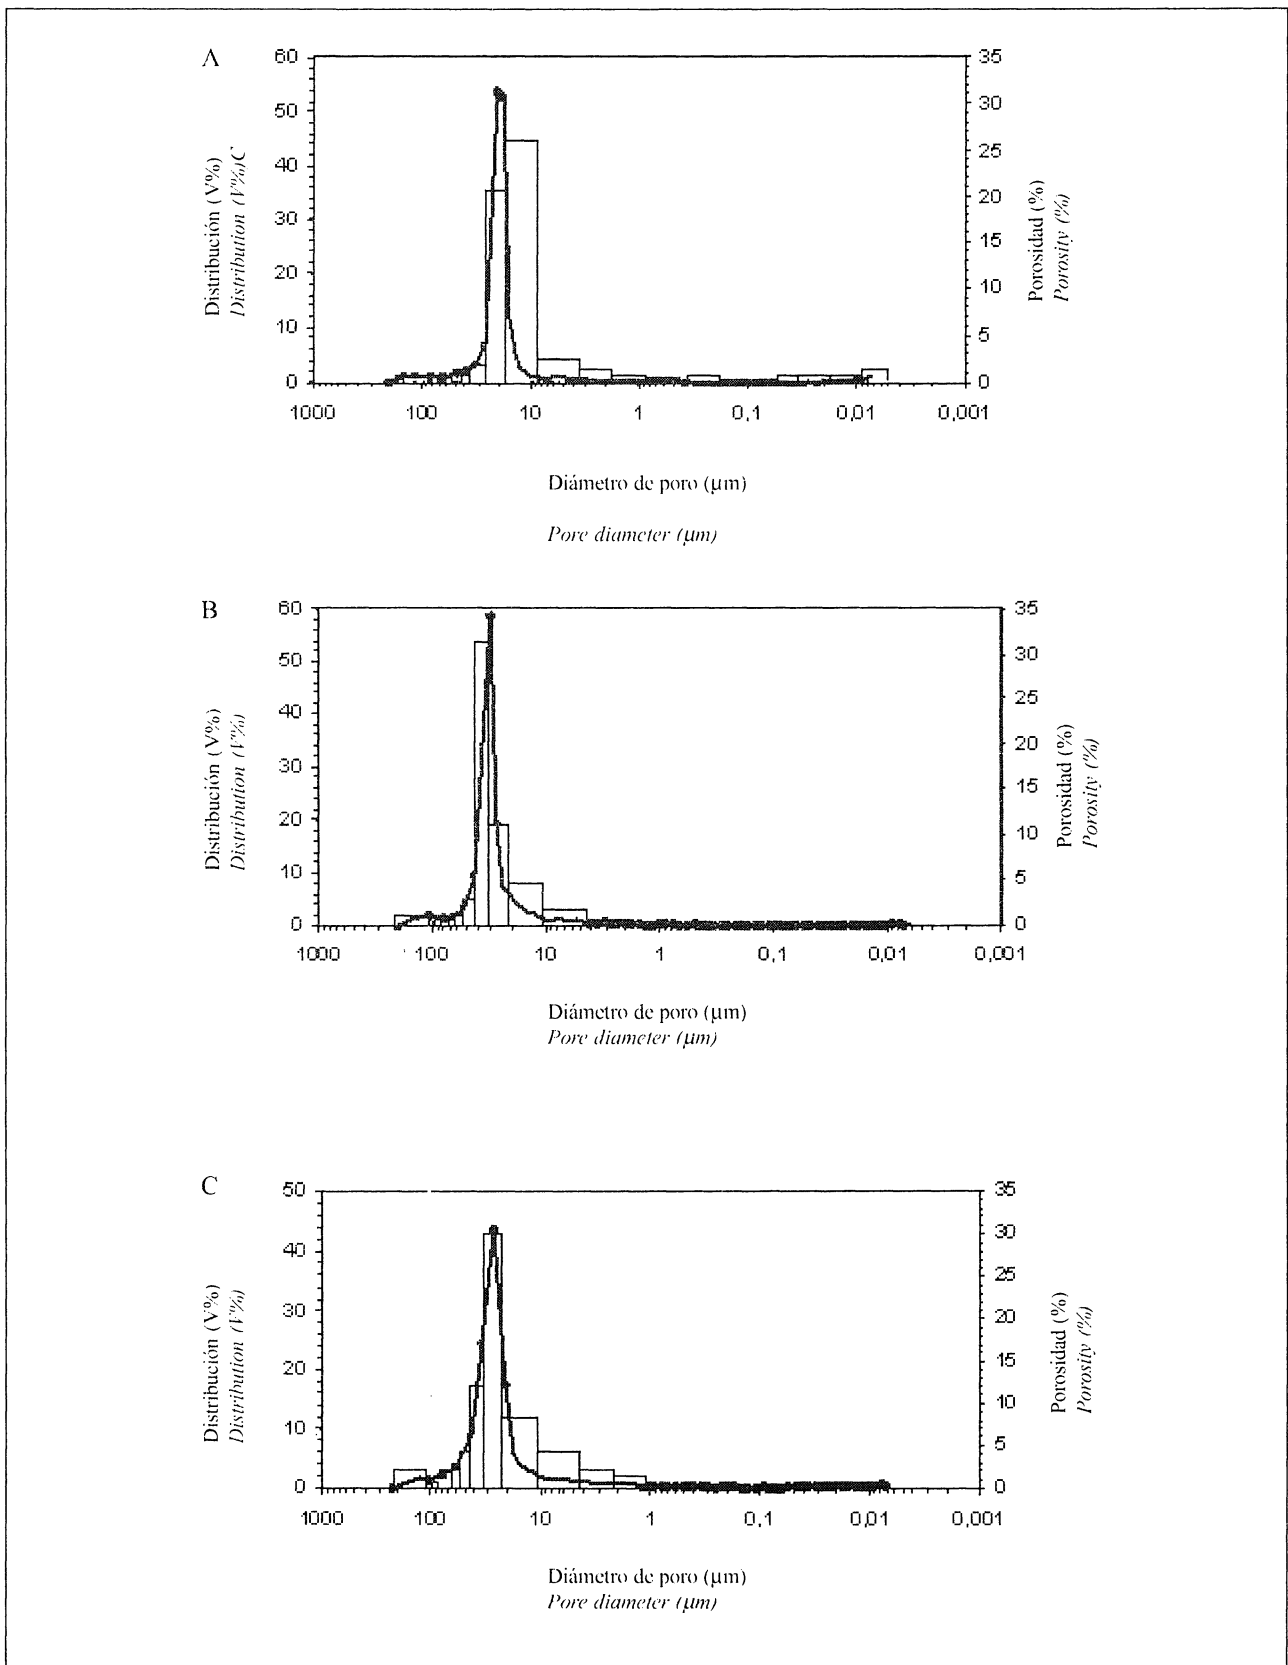 A
60
50
40
30
20
10
0
35
30
25
20
15
10
5
0
1000 100 10 1 0,1 0,01 0,001
Distribución (V%)
Distribution (V%)C
Porosidad (%)
Porosity (%)
Diámetro de poro (µm)
Pore diameter (µm)
B
60
50
40
30
20
10
0
35
30
25
20
15
10
5
0
1000 100 10 1 0,1 0,01 0,001
Distribución (V%)
Distribution (V%)
Porosidad (%)
Porosity (%)
Diámetro de poro (µm)
Pore diameter (µm)
C
50
40
30
20
10
0
35
30
25
20
15
10
5
0
1000 100 10 1 0,1 0,01 0,001
Distribución (V%)
Distribution (V%)
Porosidad (%)
Porosity (%)
Diámetro de poro (µm)
Pore diameter (µm)